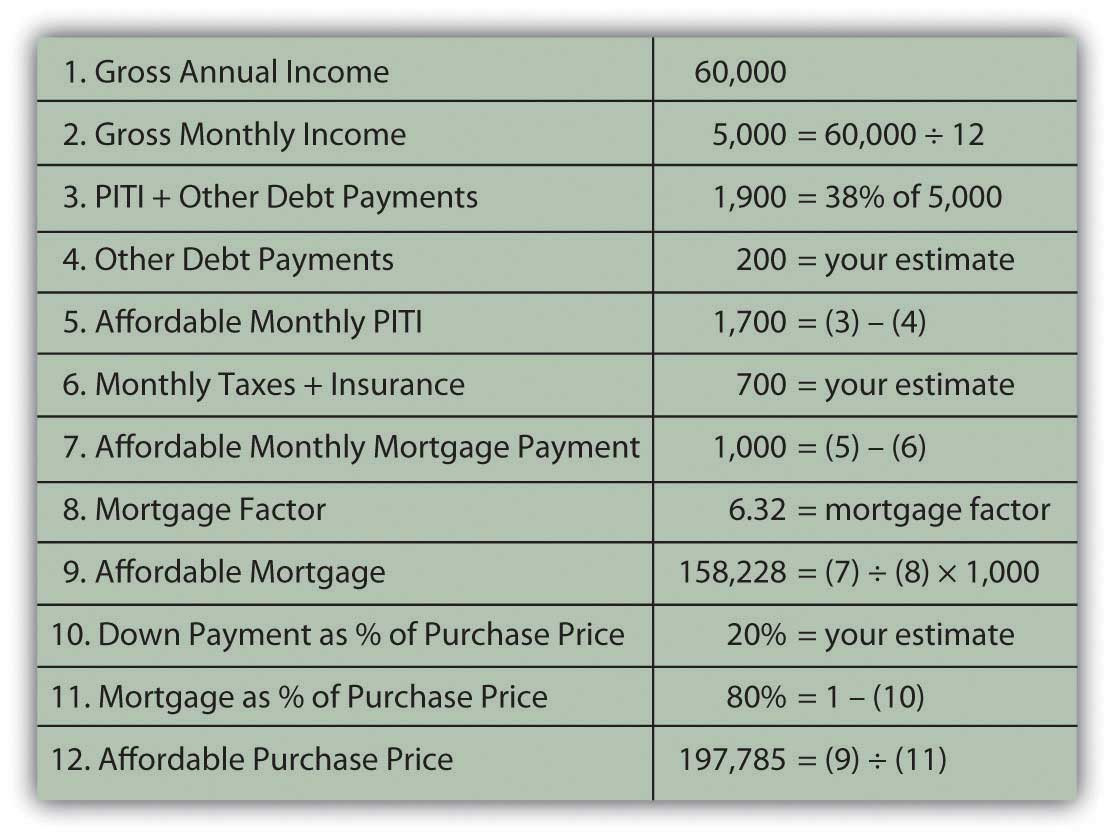 1. Gross Annual Income 60,000
2. Gross Monthly Income 5,000 = 60,000 ÷ 12
3. PITI + Other Debt Payments 1,900 = 38% of 5,000
4. Other Debt Payments 200 = your estimate
5. Affordable Monthly PITI 1,700 = (3) – (4)
6. Monthly Taxes + Insurance 700 = your estimate
7. Affordable Monthly Mortgage Payment 1,000 = (5) – (6)
8. Mortgage Factor 6.32 = mortgage factor
9. Affordable Mortgage 158,228 = (7) ÷ (8) × 1,000
10. Down Payment as % of Purchase Price 20% = your estimate
11. Mortgage as % of Purchase Price 80% = 1 – (10)
12. Affordable Purchase Price 197,785 = (9) ÷ (11)